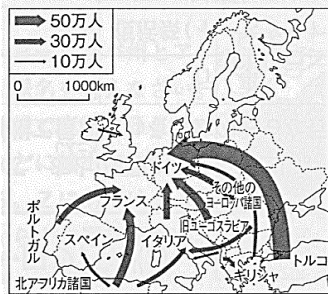 50万人
30万人
10万人
0 1000km
ドイツ
その他の
ヨーロッパ諸国
フランス
旧ユーゴスラビア
ポルトガル
スペイン
イタリア
北アフリカ諸国
ギリシャ
トルコ